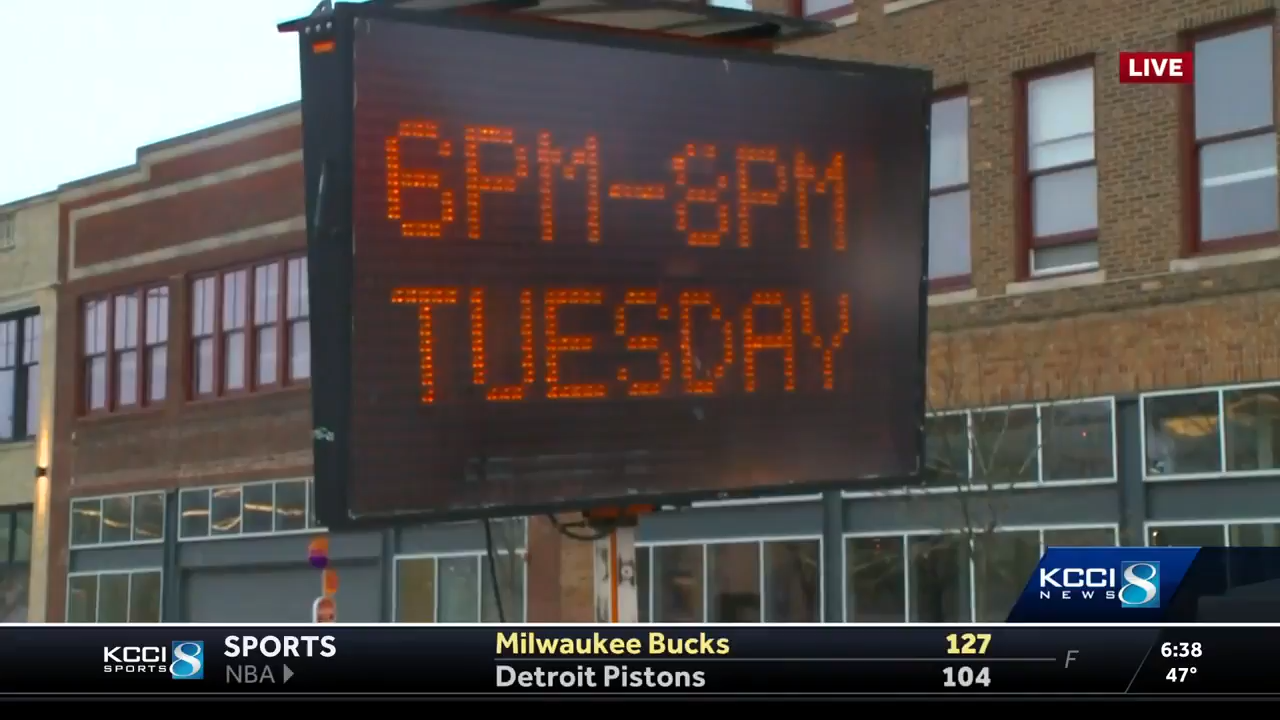 LIVE
6PM-8PM
TUESDAY
KCCI 8
NEWS
KCCI 8
SPORTS
SPORTS
NBA
Milwaukee Bucks 127
Detroit Pistons 104
F
6:38
47°